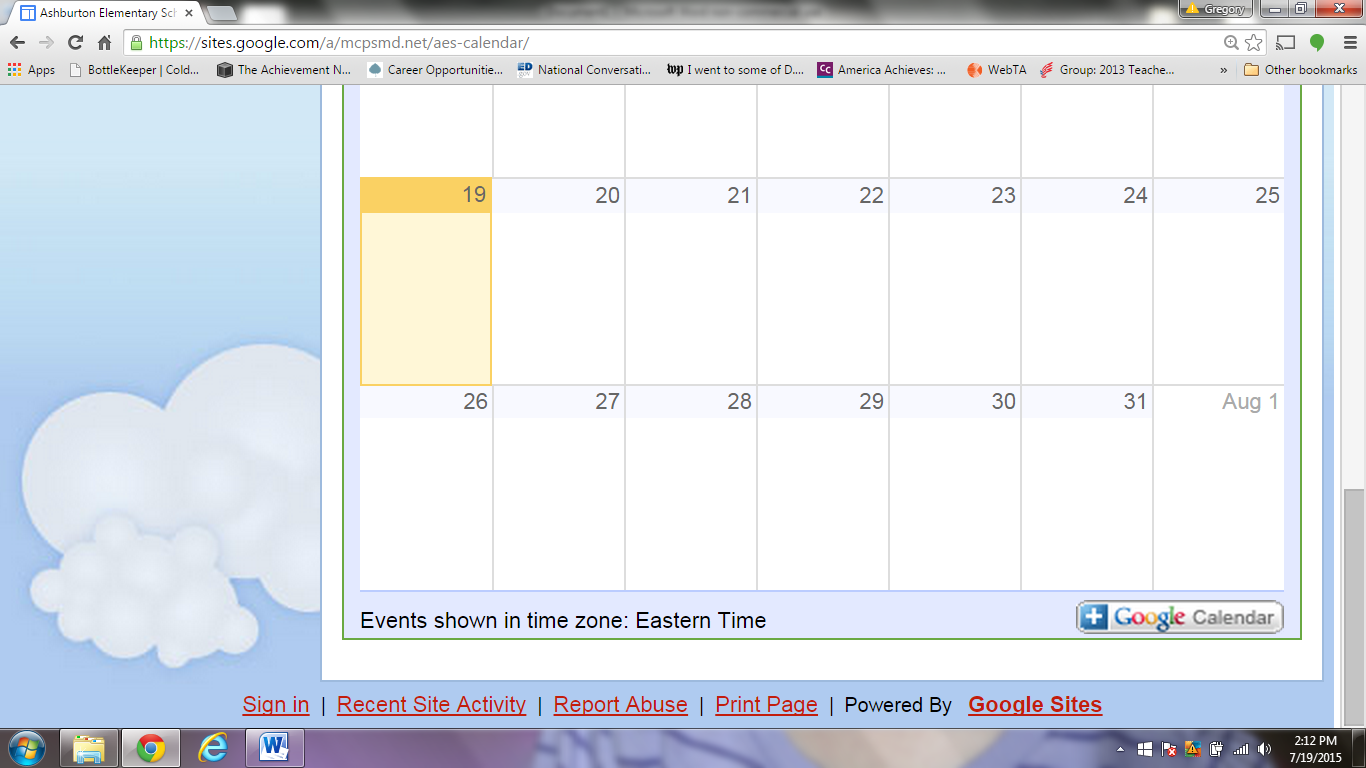 Ashburton Elementary Sch
Gregory
https://sites.google.com/a/mcpsmd.net/aes-calendar/
Apps BottleKeeper | Cold... The Achievement N... Career Opportunitie... National Conversati... I went to some of D.... America Achieves: ... WebTA Group: 2013 Teache... » Other bookmarks
19 20 21 22 23 24 25
26 27 28 29 30 31 Aug 1
Events shown in time zone: Eastern Time
Google Calendar
Sign in | Recent Site Activity | Report Abuse | Print Page | Powered By Google Sites
2:12 PM
7/19/2015